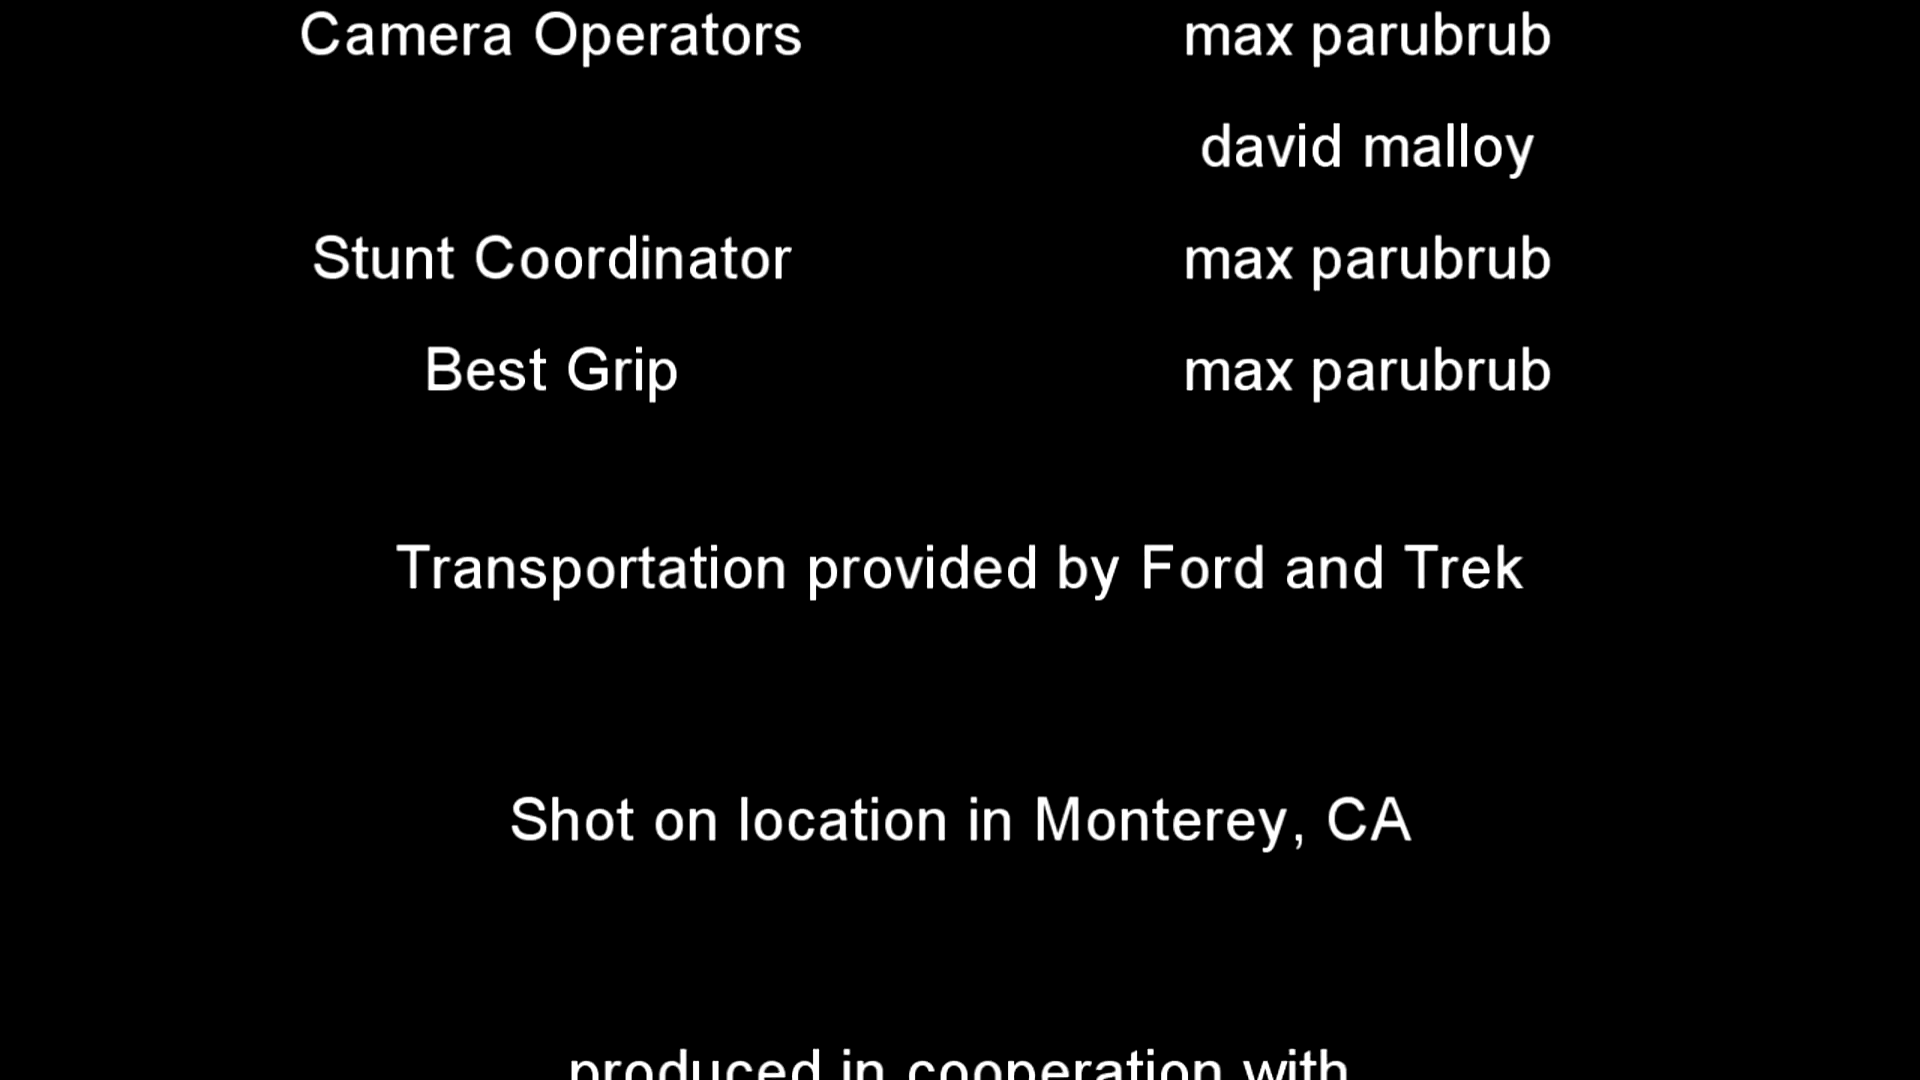 Camera Operators max parubrub
david malloy
Stunt Coordinator max parubrub
Best Grip max parubrub
Transportation provided by Ford and Trek
Shot on location in Monterey, CA
produced in cooperation with